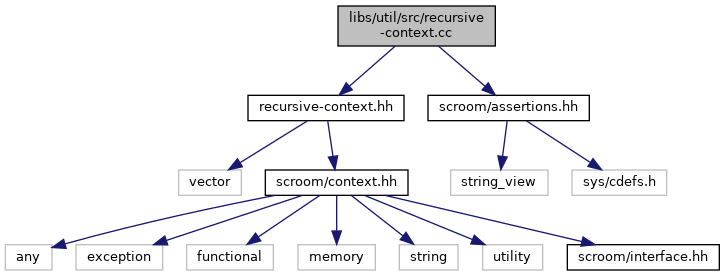 libs/util/src/recursive
-context.cc
recursive-context.hh
scroom/assertions.hh
vector
scroom/context.hh
string_view
sys/cdefs.h
any
exception
functional
memory
string
utility
scroom/interface.hh